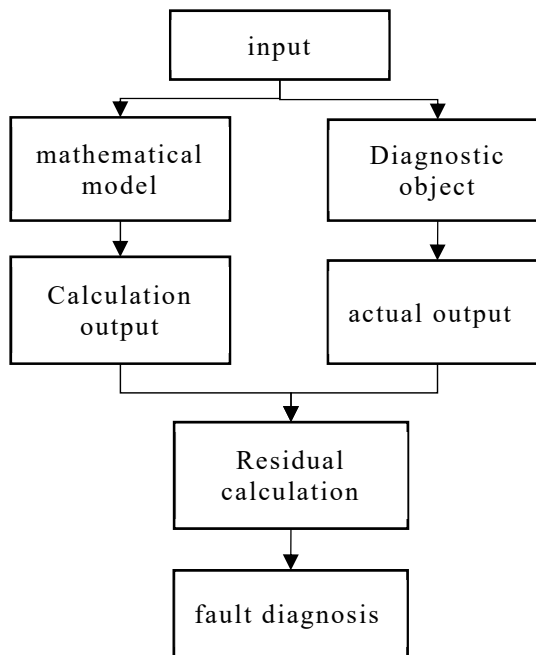 input
mathematical
model
Diagnostic
object
Calculation
output
actual output
Residual
calculation
fault diagnosis